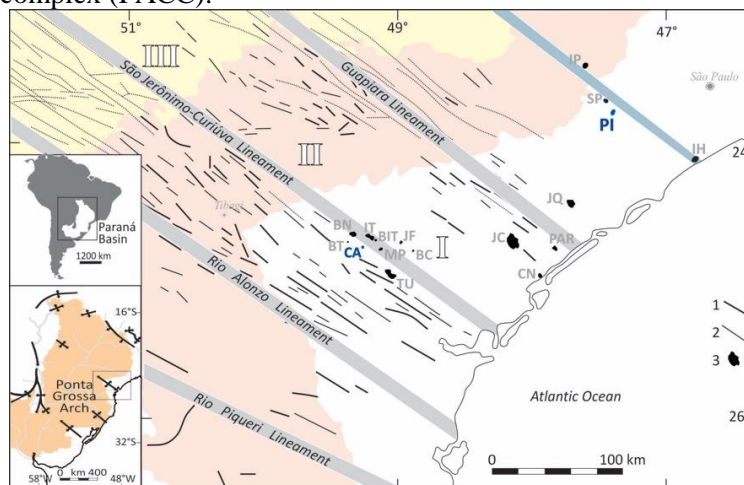 complex (PACC).
51°
49°
47°
IIII
São Jerônimo-Curiúva Lineament
Guapiara Lineament
IP
SP
PI
São Paulo
IH
24
III
Tibagi
JQ
BN
IT
BIT
JF
BT
CA
MP
BC
I
JC
PAR
TU
CN
Paraná
Basin
1200 km
Rio Alonzo Lineament
16°S
Ponta
Grossa
Arch
32°S
0 km 400
58°W
48°W
Rio Piqueri Lineament
Atlantic Ocean
1
2
3
26
0
100 km